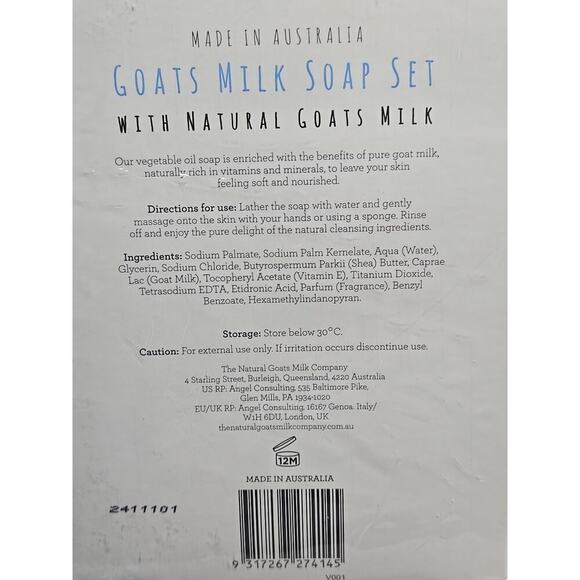 MADE IN AUSTRALIA
GOATS MILK SOAP SET
WITH NATURAL GOATS MILK
Our vegetable oil soap is enriched with the benefits of pure goat milk,
naturally rich in vitamins and minerals, to leave your skin
feeling soft and nourished.
Directions for use: Lather the soap with water and gently
massage onto the skin with your hands or using a sponge. Rinse
off and enjoy the pure delight of the natural cleansing ingredients.
Ingredients: Sodium Palmate, Sodium Palm Kernelate, Aqua (Water),
Glycerin, Sodium Chloride, Butyrospermum Parkii (Shea) Butter, Caprae
Lac (Goat Milk), Tocopheryl Acetate (Vitamin E), Titanium Dioxide,
Tetrasodium EDTA, Etidronic Acid, Parfum (Fragrance), Benzyl
Benzoate, Hexamethylindanopyran.
Storage: Store below 30°C.
Caution: For external use only. If irritation occurs discontinue use.
The Natural Goats Milk Company
4 Starling Street, Burleigh, Queensland, 4220 Australia
US RP: Angel Consulting, 535 Baltimore Pike,
Glen Mills, PA 1934-1020
EU/UK RP: Angel Consulting, 16167 Genoa. Italy/
W1H 6DU, London, UK
thenaturalgoatsmilkcompany.com.au
12M
MADE IN AUSTRALIA
2411101
9 317267 274145
V001